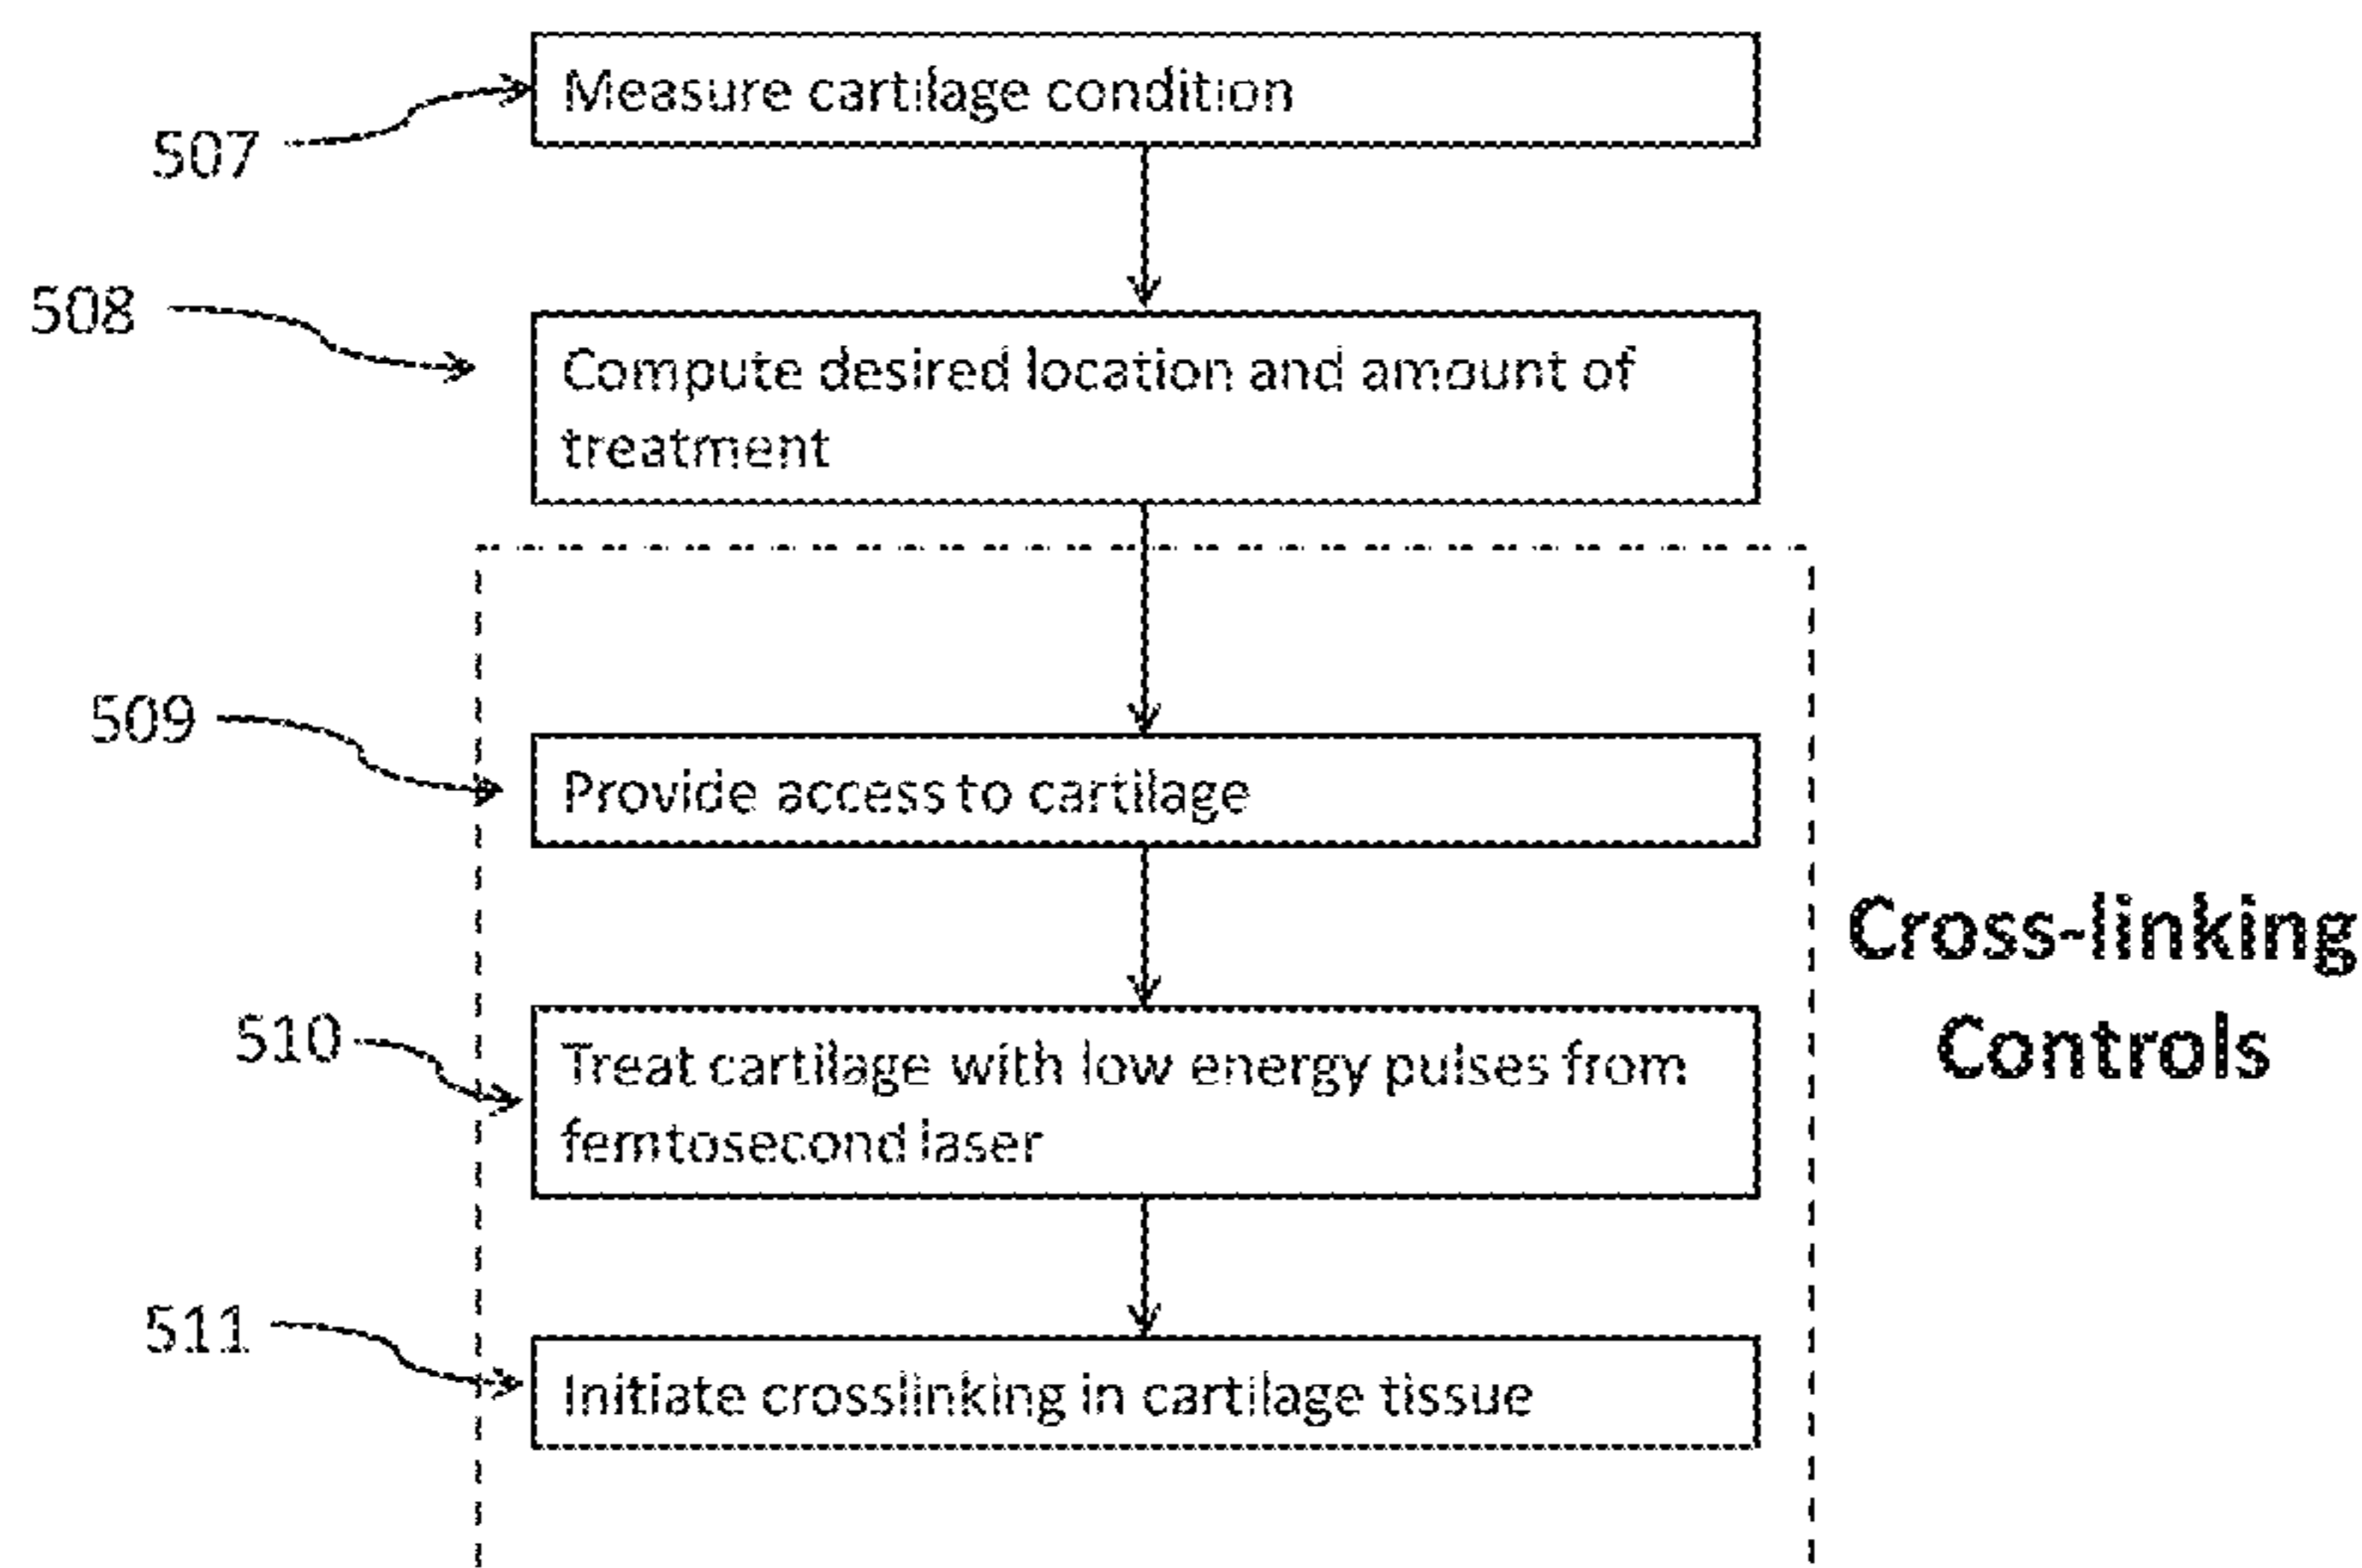 507
Measure cartilage condition
508
Compute desired location and amount of
treatment
509
Provide access to cartilage
Cross-linking
Controls
510
Treat cartilage with low energy pulses from
femtosecond laser
511
Initiate crosslinking in cartilage tissue